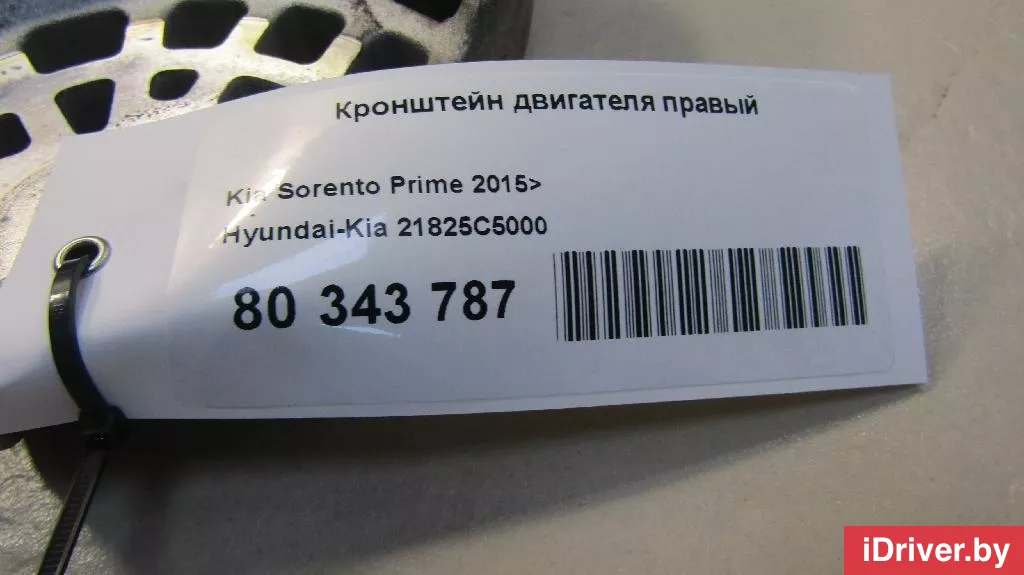 Кронштейн двигателя правый
Kia Sorento Prime 2015>
Hyundai-Kia 21825C5000
80 343 787
iDriver.by